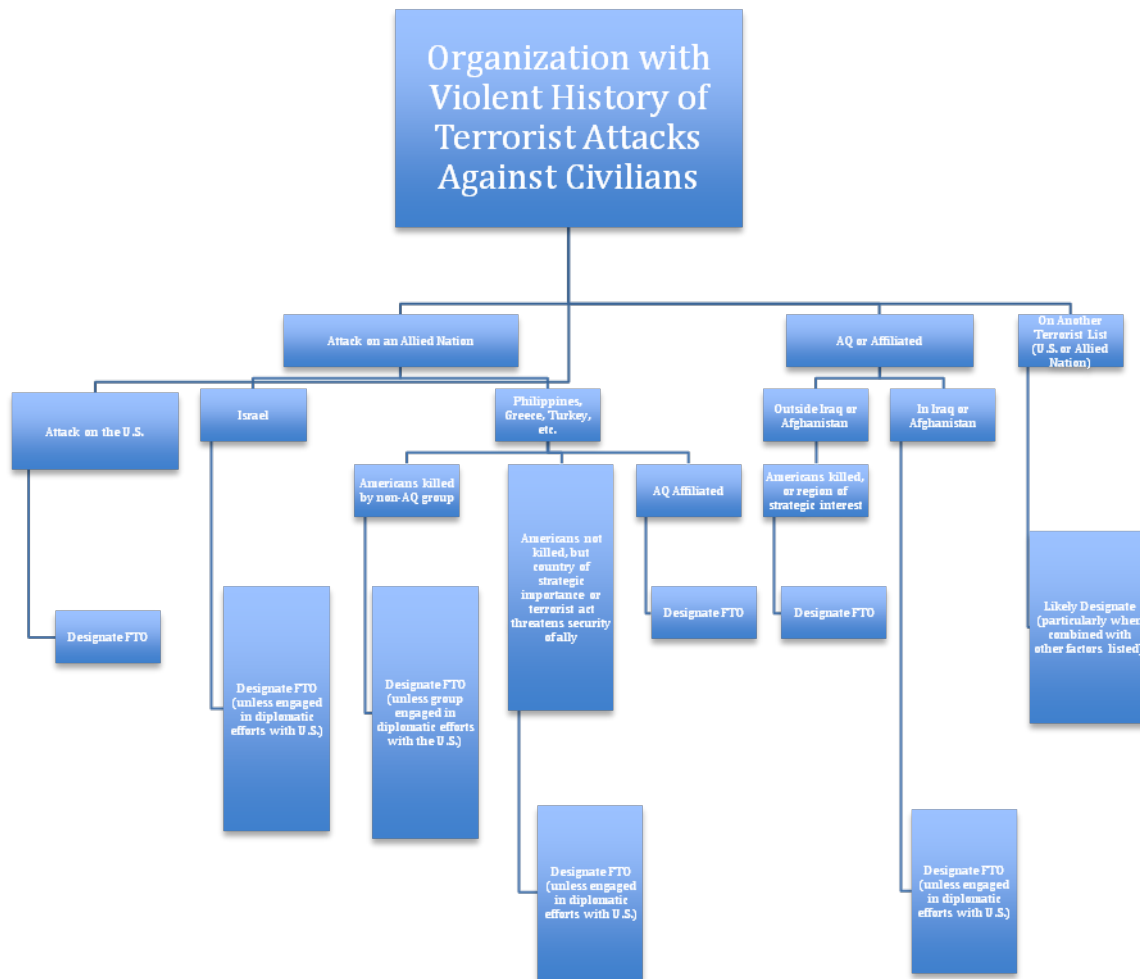 Organization with
Violent History of
Terrorist Attacks
Against Civilians
Attack on an Allied Nation
AQ or Affiliated
On Another
Terrorist List
(U.S. or Allied
Nation)
Attack on the U.S.
Israel
Philippines,
Greece, Turkey,
etc.
Outside Iraq or
Afghanistan
In Iraq or
Afghanistan
Americans killed
by non-AQ group
Americans not
killed, but
country of
strategic
importance or
terrorist act
threatens security
of ally
AQ Affiliated
Americans killed,
or region of
strategic interest
Designate FTO
Designate FTO
(unless engaged
in diplomatic
efforts with U.S.)
Designate FTO
(unless group
engaged in
diplomatic efforts
with the U.S.)
Designate FTO
Designate FTO
Likely Designate
(particularly when
combined with
other factors listed)
Designate FTO
(unless engaged
in diplomatic
efforts with U.S.)
Designate FTO
(unless engaged
in diplomatic
efforts with U.S.)